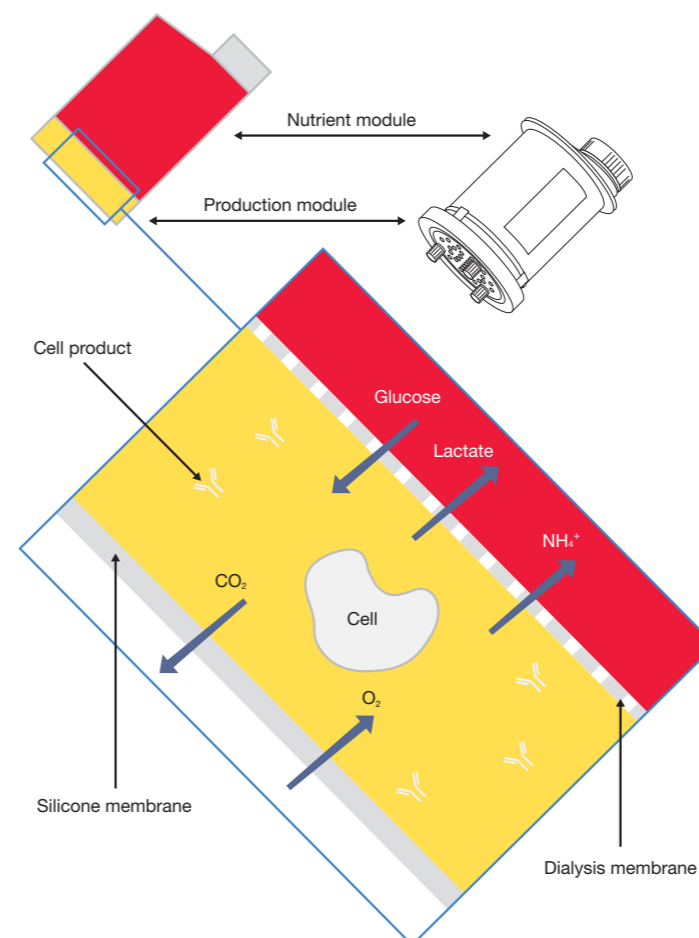 Nutrient module
Production module
Cell product
Glucose
Lactate
NH₄⁺
CO₂
Cell
O₂
Silicone membrane
Dialysis membrane